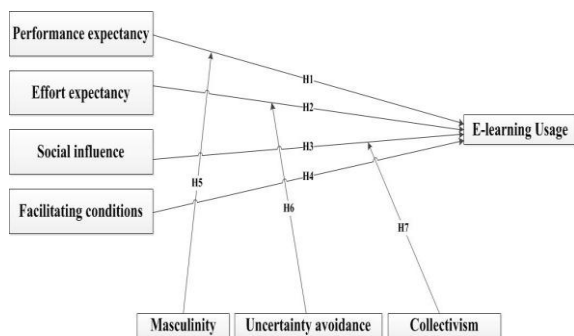 Performance expectancy
H1
Effort expectancy
H2
E-learning Usage
Social influence
H3
H4
H5
Facilitating conditions
H6
H7
Masculinity
Uncertainty avoidance
Collectivism